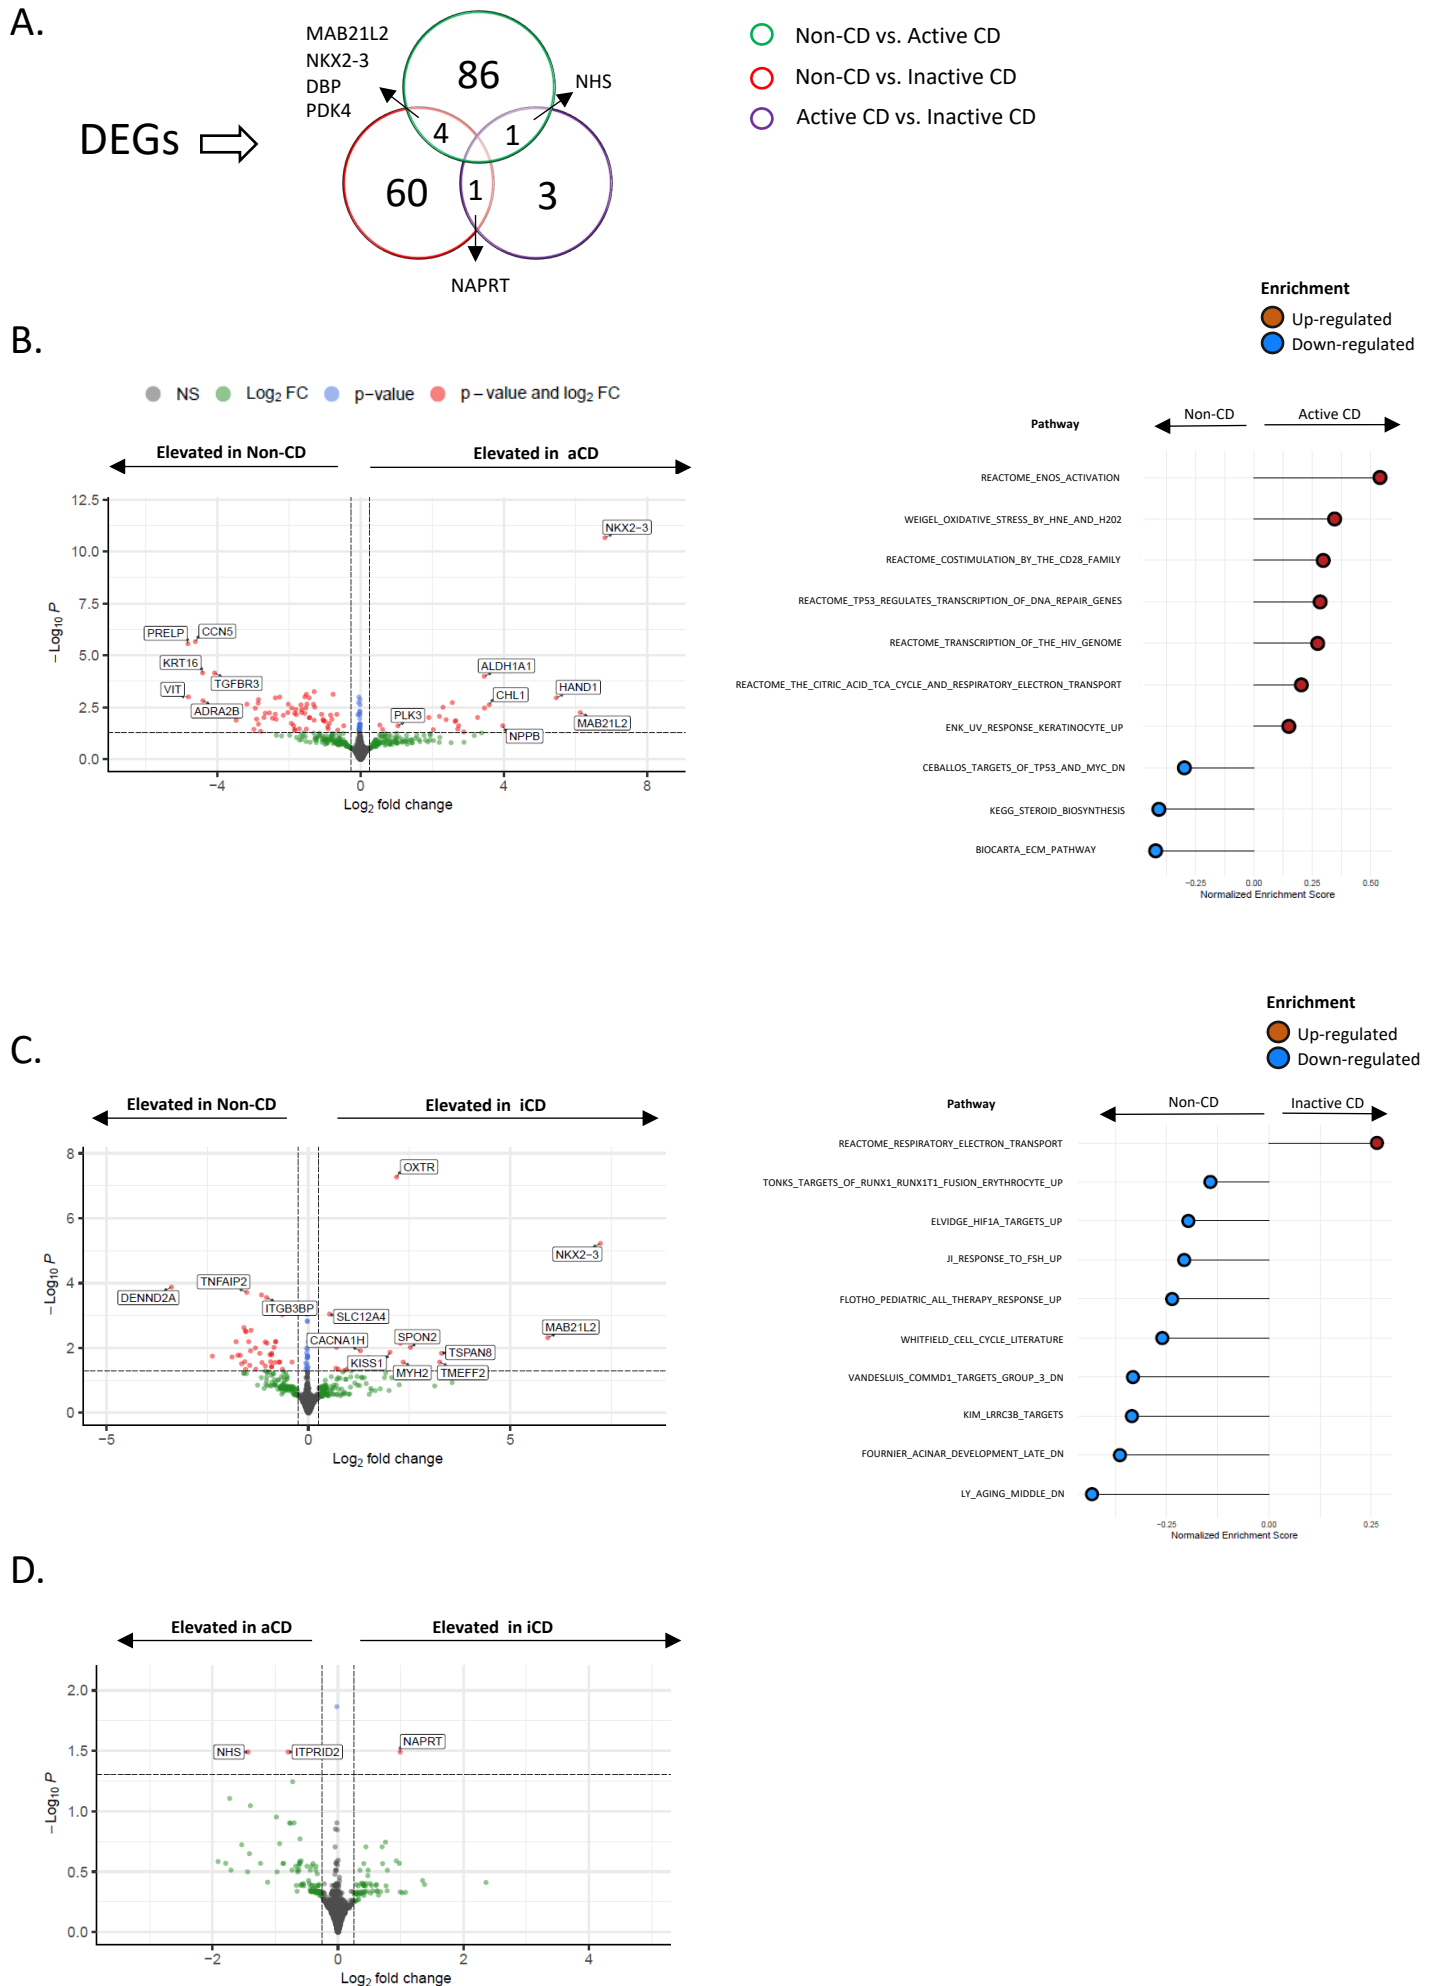 A.
MAB21L2
NKX2-3
DBP
PDK4
DEGs
86
NHS
4
1
60
1
3
NAPRT
Non-CD vs. Active CD
Non-CD vs. Inactive CD
Active CD vs. Inactive CD
B.
NS
Log2 FC
p−value
p − value and log2 FC
Elevated in Non-CD
Elevated in aCD
12.5
10.0
7.5
5.0
2.5
0.0
−Log10 P
NKX2−3
PRELP
CCN5
KRT16
TGFBR3
VIT
ADRA2B
ALDH1A1
CHL1
HAND1
PLK3
MAB21L2
NPPB
−4
0
4
8
Log2 fold change
Enrichment
Up-regulated
Down-regulated
Pathway
Non-CD
Active CD
REACTOME_ENOS_ACTIVATION
WEIGEL_OXIDATIVE_STRESS_BY_HNE_AND_H202
REACTOME_COSTIMULATION_BY_THE_CD28_FAMILY
REACTOME_TP53_REGULATES_TRANSCRIPTION_OF_DNA_REPAIR_GENES
REACTOME_TRANSCRIPTION_OF_THE_HIV_GENOME
REACTOME_THE_CITRIC_ACID_TCA_CYCLE_AND_RESPIRATORY_ELECTRON_TRANSPORT
ENK_UV_RESPONSE_KERATINOCYTE_UP
CEBALLOS_TARGETS_OF_TP53_AND_MYC_DN
KEGG_STEROID_BIOSYNTHESIS
BIOCARTA_ECM_PATHWAY
−0.25
0.00
0.25
0.50
Normalized Enrichment Score
C.
Elevated in Non-CD
Elevated in iCD
8
6
4
2
0
−Log10 P
OXTR
NKX2−3
TNFAIP2
DENND2A
ITGB3BP
SLC12A4
MAB21L2
CACNA1H
SPON2
TSPAN8
KISS1
MYH2
TMEFF2
−5
0
5
Log2 fold change
Enrichment
Up-regulated
Down-regulated
Pathway
Non-CD
Inactive CD
REACTOME_RESPIRATORY_ELECTRON_TRANSPORT
TONKS_TARGETS_OF_RUNX1_RUNX1T1_FUSION_ERYTHROCYTE_UP
ELVIDGE_HIF1A_TARGETS_UP
JI_RESPONSE_TO_FSH_UP
FLOTHO_PEDIATRIC_ALL_THERAPY_RESPONSE_UP
WHITFIELD_CELL_CYCLE_LITERATURE
VANDESLUIS_COMMD1_TARGETS_GROUP_3_DN
KIM_LRRC3B_TARGETS
FOURNIER_ACINAR_DEVELOPMENT_LATE_DN
LY_AGING_MIDDLE_DN
−0.25
0.00
0.25
Normalized Enrichment Score
D.
Elevated in aCD
Elevated in iCD
2.0
1.5
1.0
0.5
0.0
−Log10 P
NHS
ITPRID2
NAPRT
−2
0
2
4
Log2 fold change